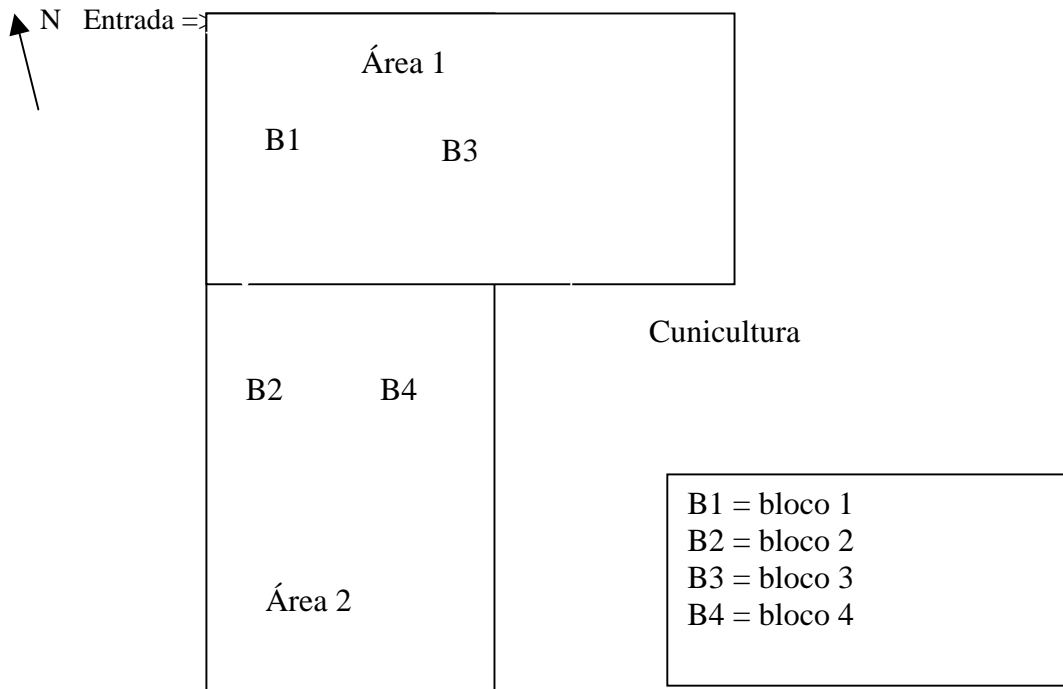 N Entrada =>
Área 1
B1
B3
Cunicultura
B2
B4
B1 = bloco 1
B2 = bloco 2
B3 = bloco 3
B4 = bloco 4
Área 2